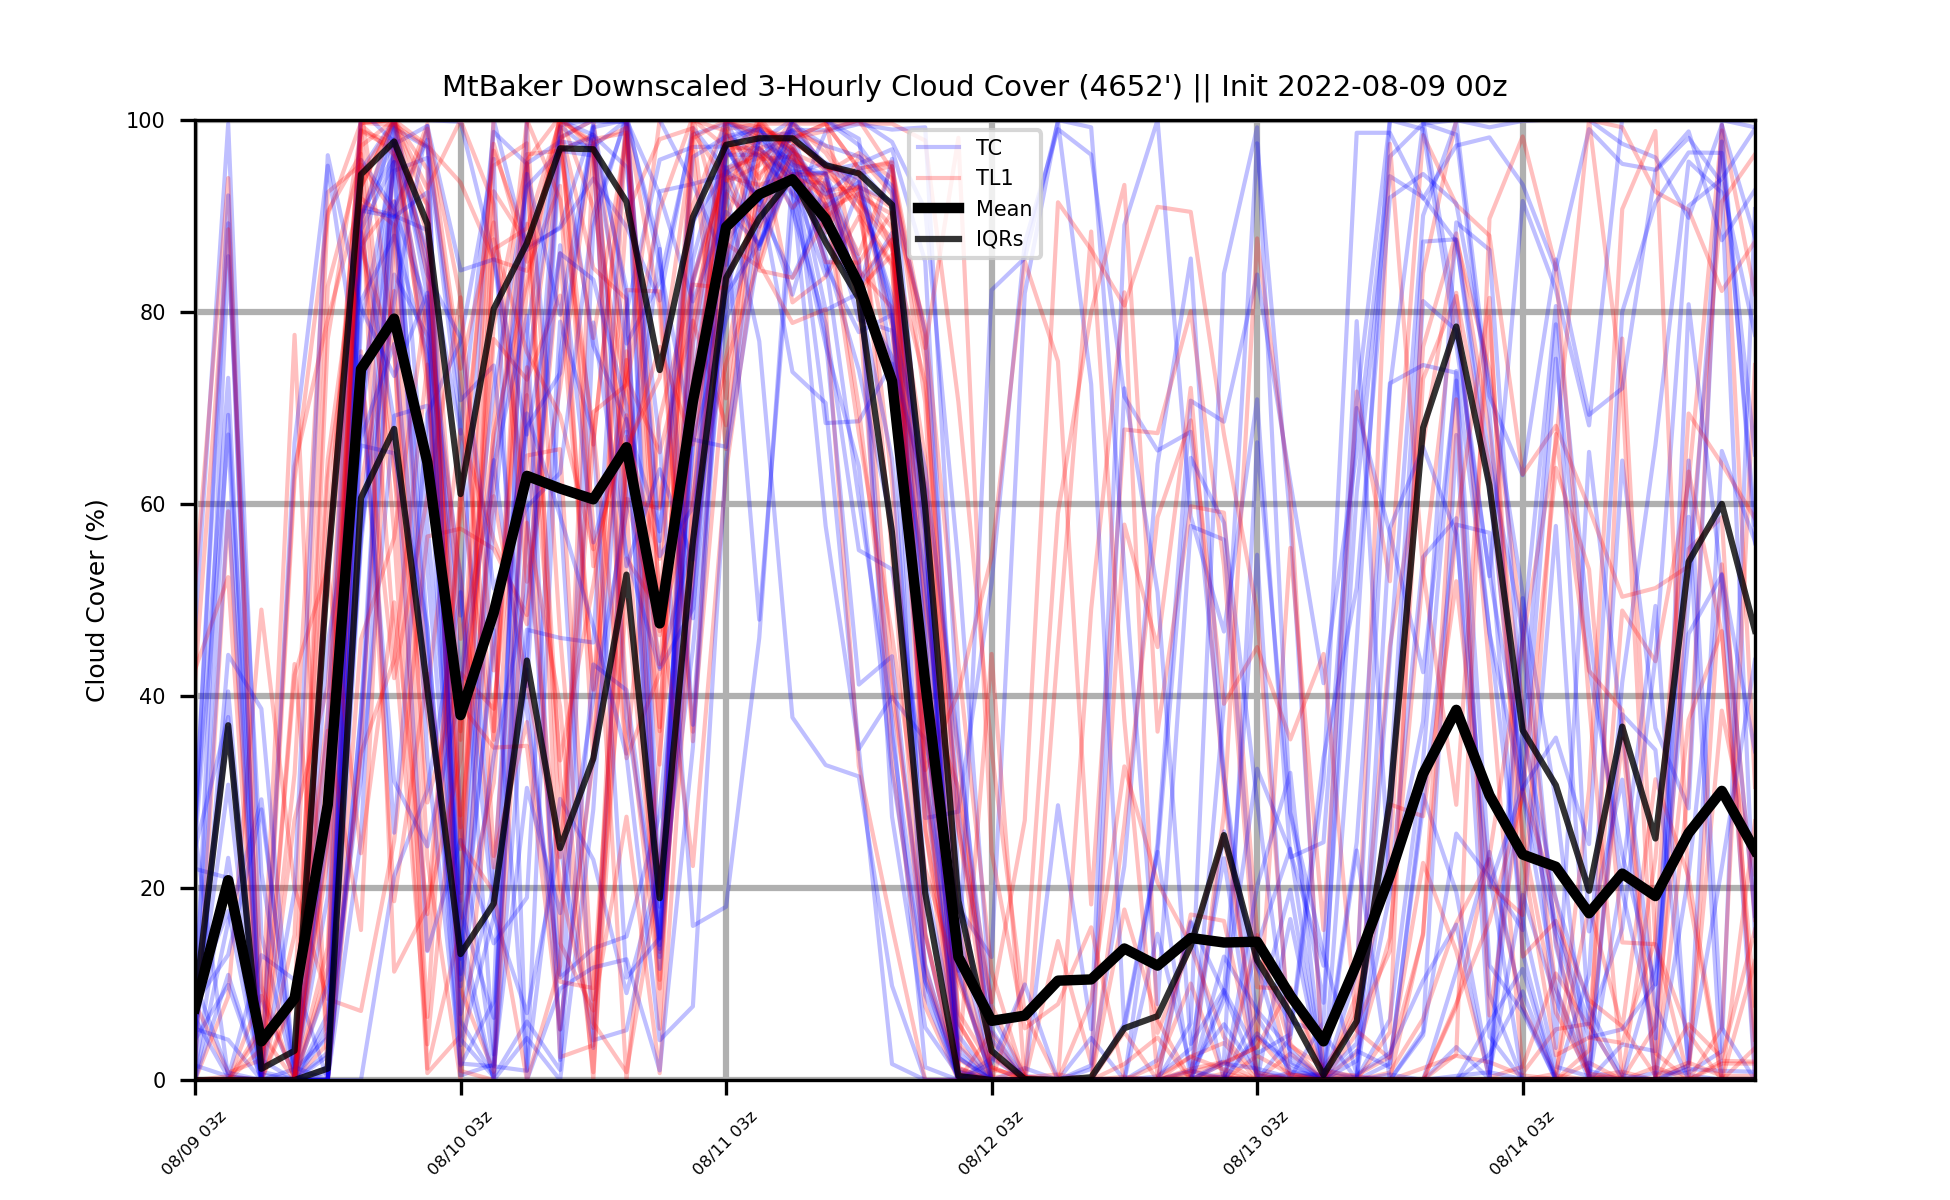 MtBaker Downscaled 3-Hourly Cloud Cover (4652') || Init 2022-08-09 00z
TC
TL1
Mean
IQRs
Cloud Cover (%)
100
80
60
40
20
0
08/09 03z
08/10 03z
08/11 03z
08/12 03z
08/13 03z
08/14 03z